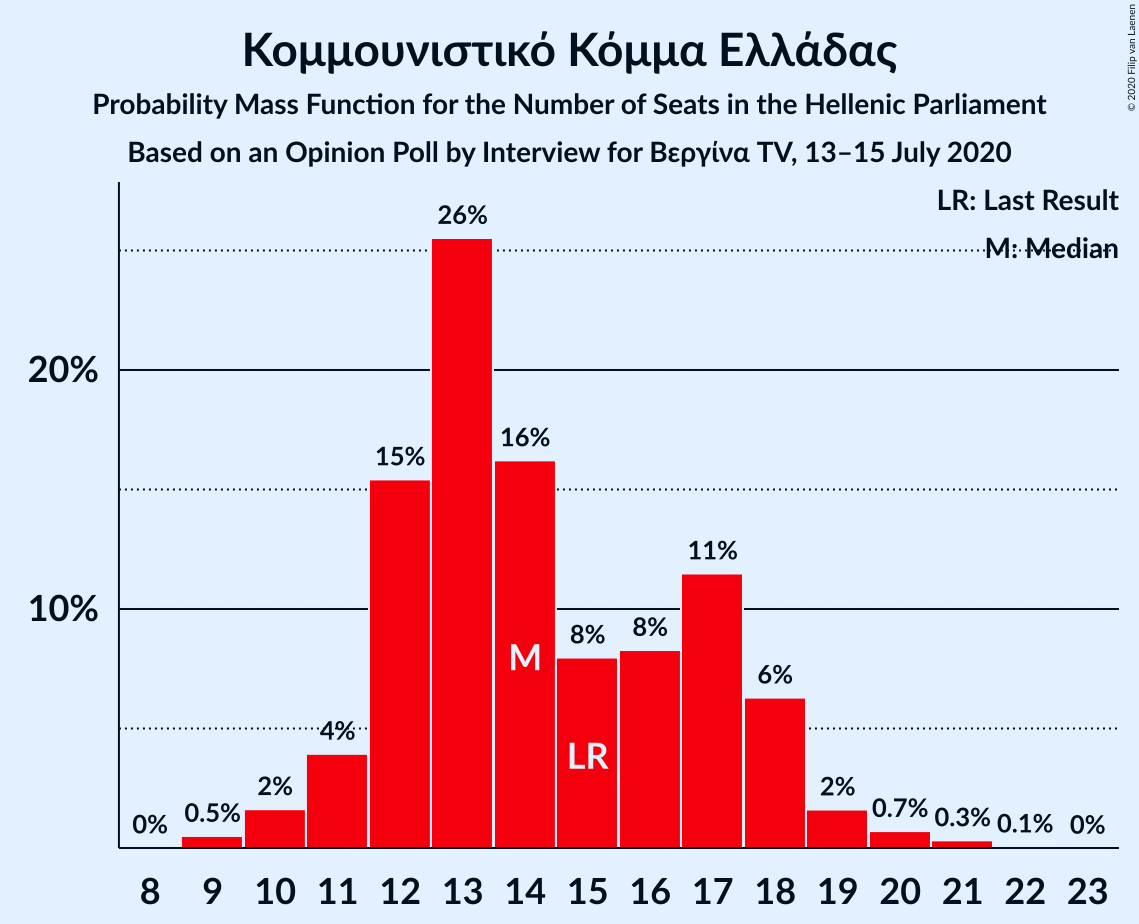 Κομμουνιστικό Κόμμα Ελλάδας
Probability Mass Function for the Number of Seats in the Hellenic Parliament
Based on an Opinion Poll by Interview for Βεργίνα TV, 13–15 July 2020
© 2020 Filip van Laenen
LR: Last Result
M: Median
20%
10%
0%
0.5%
2%
4%
15%
26%
16%
8%
8%
11%
6%
2%
0.7%
0.3%
0.1%
0%
M
LR
8 9 10 11 12 13 14 15 16 17 18 19 20 21 22 23